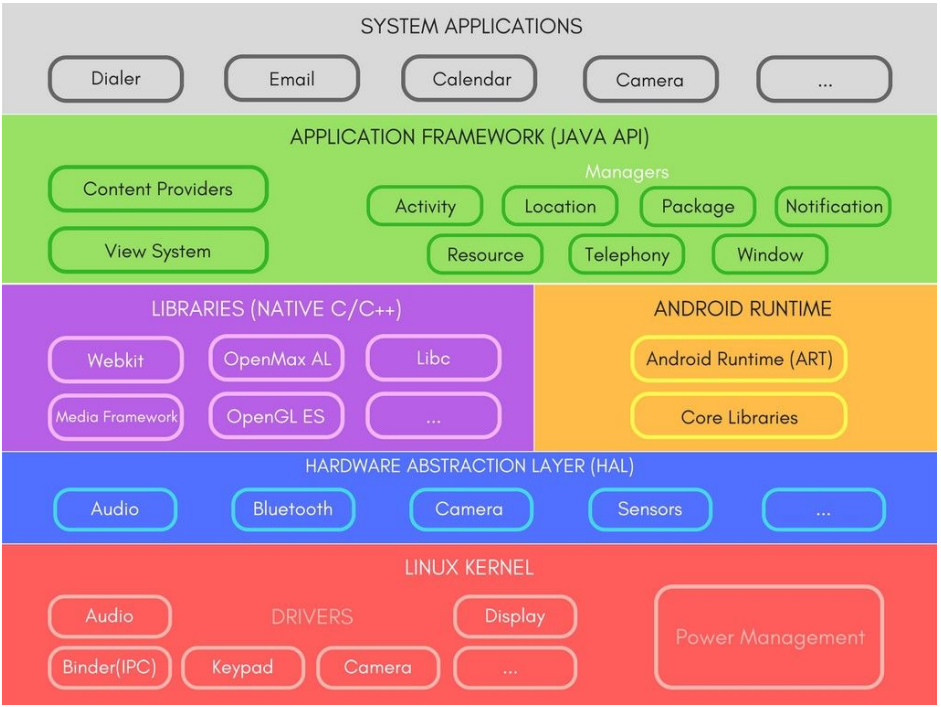 SYSTEM APPLICATIONS
Dialer
Email
Calendar
Camera
...
APPLICATION FRAMEWORK (JAVA API)
Content Providers
View System
Managers
Activity
Location
Package
Notification
Resource
Telephony
Window
LIBRARIES (NATIVE C/C++)
Webkit
OpenMax AL
Libc
Media Framework
OpenGL ES
...
ANDROID RUNTIME
Android Runtime (ART)
Core Libraries
HARDWARE ABSTRACTION LAYER (HAL)
Audio
Bluetooth
Camera
Sensors
...
LINUX KERNEL
Audio
DRIVERS
Display
Binder(IPC)
Keypad
Camera
...
Power Management